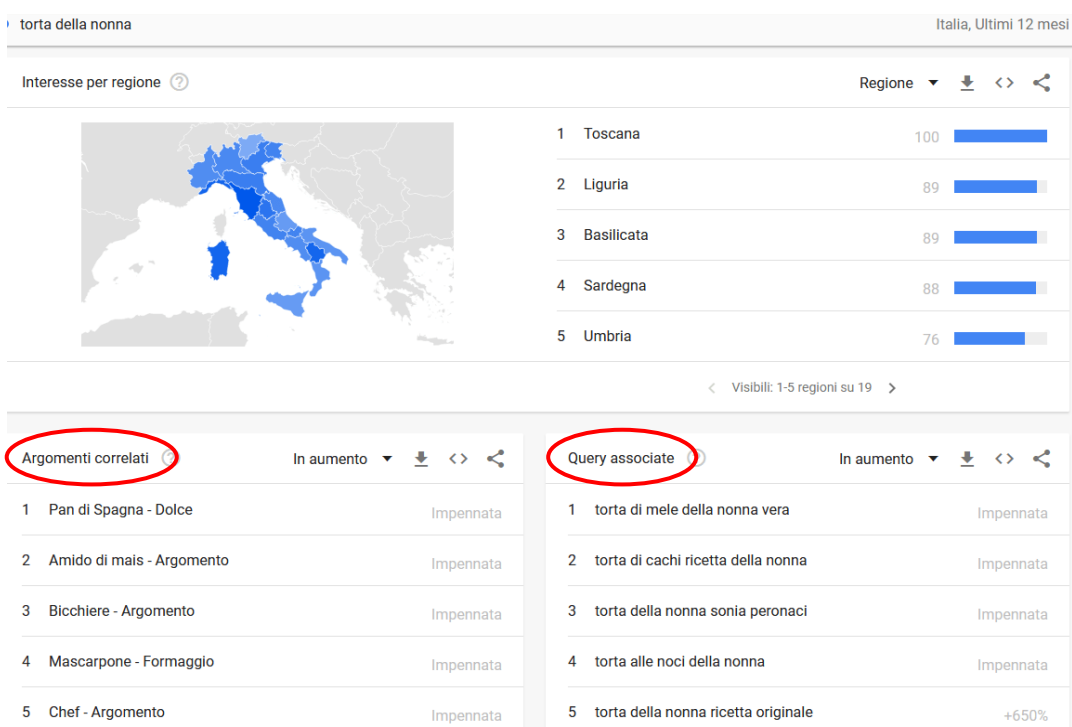 torta della nonna
Italia, Ultimi 12 mesi
Interesse per regione
Regione
1 Toscana 100
2 Liguria 89
3 Basilicata 89
4 Sardegna 88
5 Umbria 76
Visibili: 1-5 regioni su 19
Argomenti correlati
In aumento
1 Pan di Spagna - Dolce Impennata
2 Amido di mais - Argomento Impennata
3 Bicchiere - Argomento Impennata
4 Mascarpone - Formaggio Impennata
5 Chef - Argomento Impennata
Query associate
In aumento
1 torta di mele della nonna vera Impennata
2 torta di cachi ricetta della nonna Impennata
3 torta della nonna sonia peronaci Impennata
4 torta alle noci della nonna Impennata
5 torta della nonna ricetta originale +650%